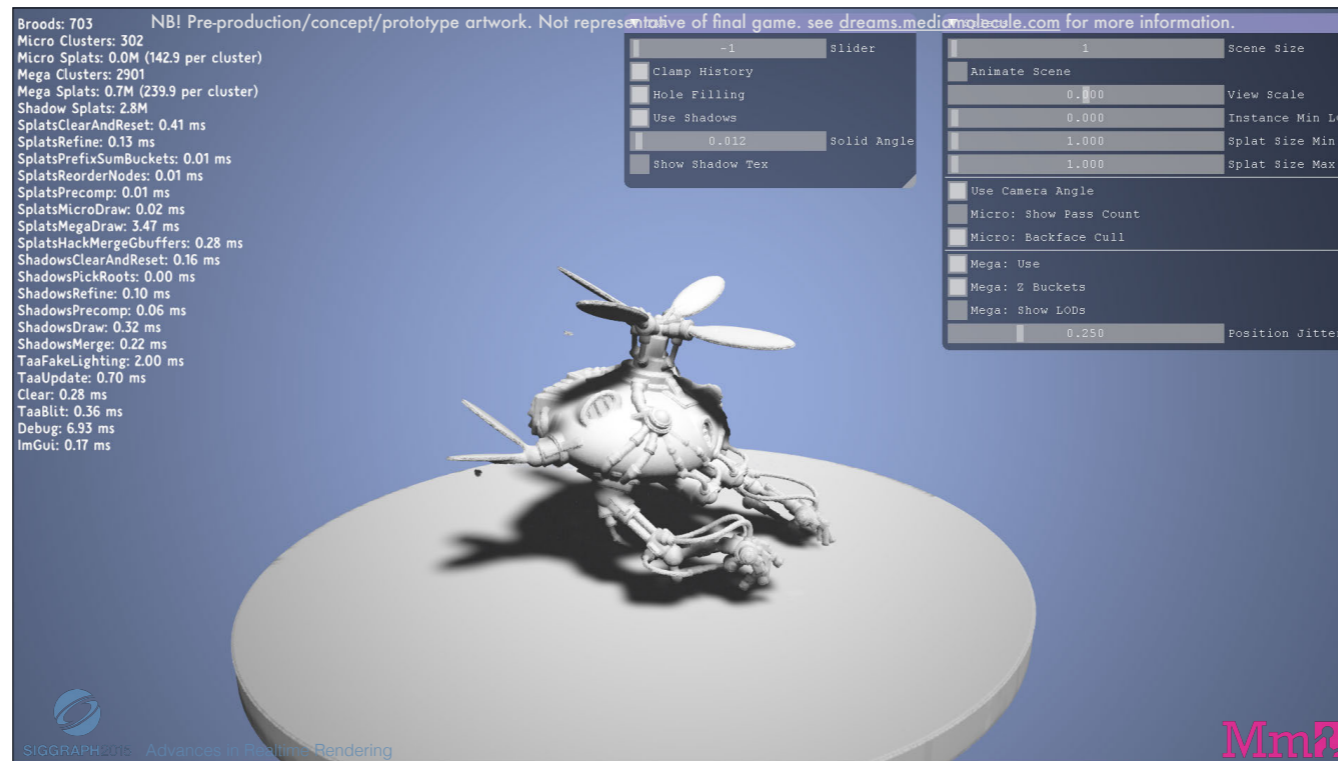 NB! Pre-production/concept/prototype artwork. Not representative of final game. see dreams.mediamolecule.com for more information.
Broods: 703
Micro Clusters: 302
Micro Splats: 0.0M (142.9 per cluster)
Mega Clusters: 2901
Mega Splats: 0.7M (239.9 per cluster)
Shadow Splats: 2.8M
SplatsClearAndReset: 0.41 ms
SplatsRefine: 0.13 ms
SplatsPrefixSumBuckets: 0.01 ms
SplatsReorderNodes: 0.01 ms
SplatsPrecomp: 0.01 ms
SplatsMicroDraw: 0.02 ms
SplatsMegaDraw: 3.47 ms
SplatsHackMergeGbuffers: 0.28 ms
ShadowsClearAndReset: 0.16 ms
ShadowsPickRoots: 0.00 ms
ShadowsRefine: 0.10 ms
ShadowsPrecomp: 0.06 ms
ShadowsDraw: 0.32 ms
ShadowsMerge: 0.22 ms
TaaFakeLighting: 2.00 ms
TaaUpdate: 0.70 ms
Clear: 0.28 ms
TaaBlit: 0.36 ms
Debug: 6.93 ms
ImGui: 0.17 ms
-1 Slider
Clamp History
Hole Filling
Use Shadows
0.012 Solid Angle
Show Shadow Tex
1 Scene Size
Animate Scene
0.000 View Scale
0.000 Instance Min
1.000 Splat Size Min
1.000 Splat Size Max
Use Camera Angle
Micro: Show Pass Count
Micro: Backface Cull
Mega: Use
Mega: Z Buckets
Mega: Show LODs
0.250 Position Jitter
SIGGRAPH2015 Advances in Realtime Rendering
Mm